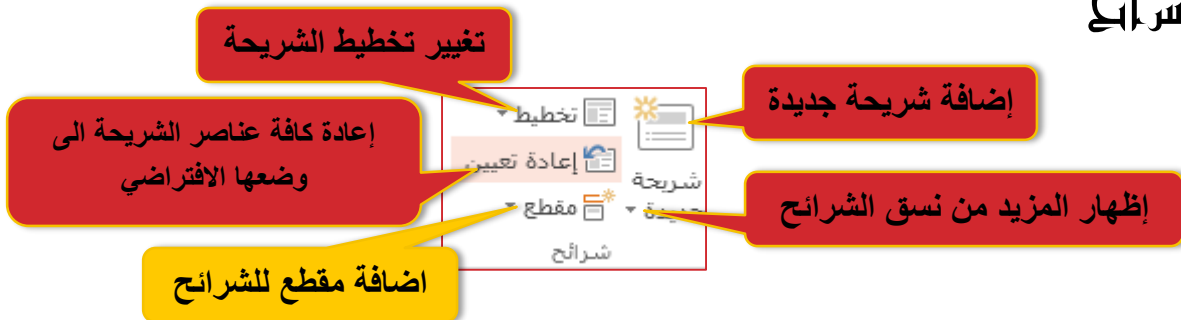 شرائح
تغيير تخطيط الشريحة
إضافة شريحة جديدة
تخطيط
إعادة كافة عناصر الشريحة الى
وضعها الافتراضي
إعادة تعيين
شريحة
جديدة
إظهار المزيد من نسق الشرائح
مقطع
شرائح
اضافة مقطع للشرائح